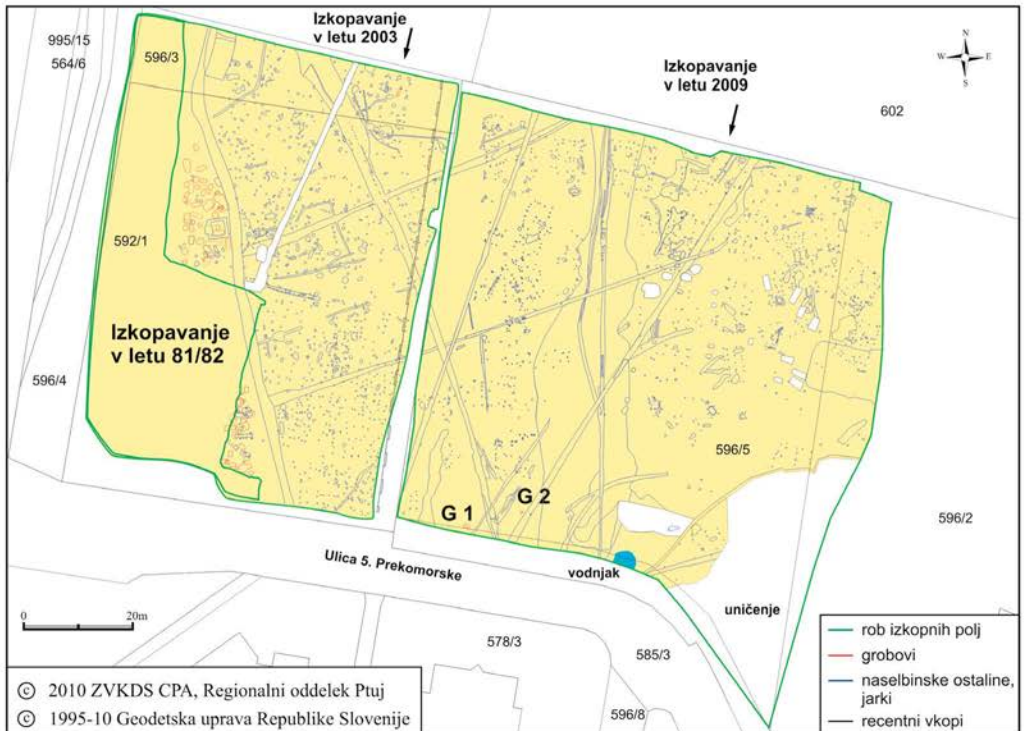 Izkopavanje
v letu 2003
995/15
564/6
596/3
N
W
E
S
Izkopavanje
v letu 2009
602
592/1
Izkopavanje
v letu 81/82
596/4
596/5
G 2
G 1
596/2
Ulica 5. Prekomorske
vodnjak
uničenje
0
20m
578/3
585/3
596/8
rob izkopnih polj
grobovi
naselbinske ostaline,
jarki
recentni vkopi
© 2010 ZVKDS CPA, Regionalni oddelek Ptuj
© 1995-10 Geodetska uprava Republike Slovenije